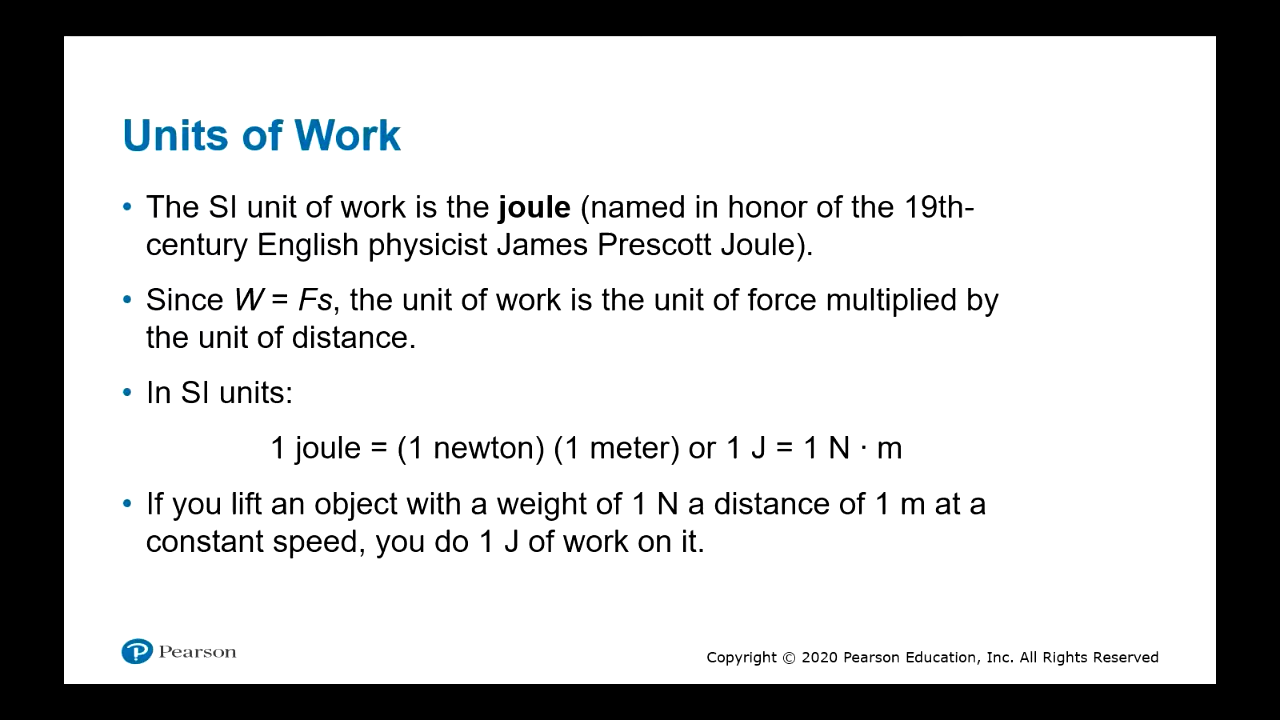 Units of Work
• The SI unit of work is the joule (named in honor of the 19th-
century English physicist James Prescott Joule).
• Since W = Fs, the unit of work is the unit of force multiplied by
the unit of distance.
• In SI units:
1 joule = (1 newton) (1 meter) or 1 J = 1 N · m
• If you lift an object with a weight of 1 N a distance of 1 m at a
constant speed, you do 1 J of work on it.
P Pearson
Copyright © 2020 Pearson Education, Inc. All Rights Reserved